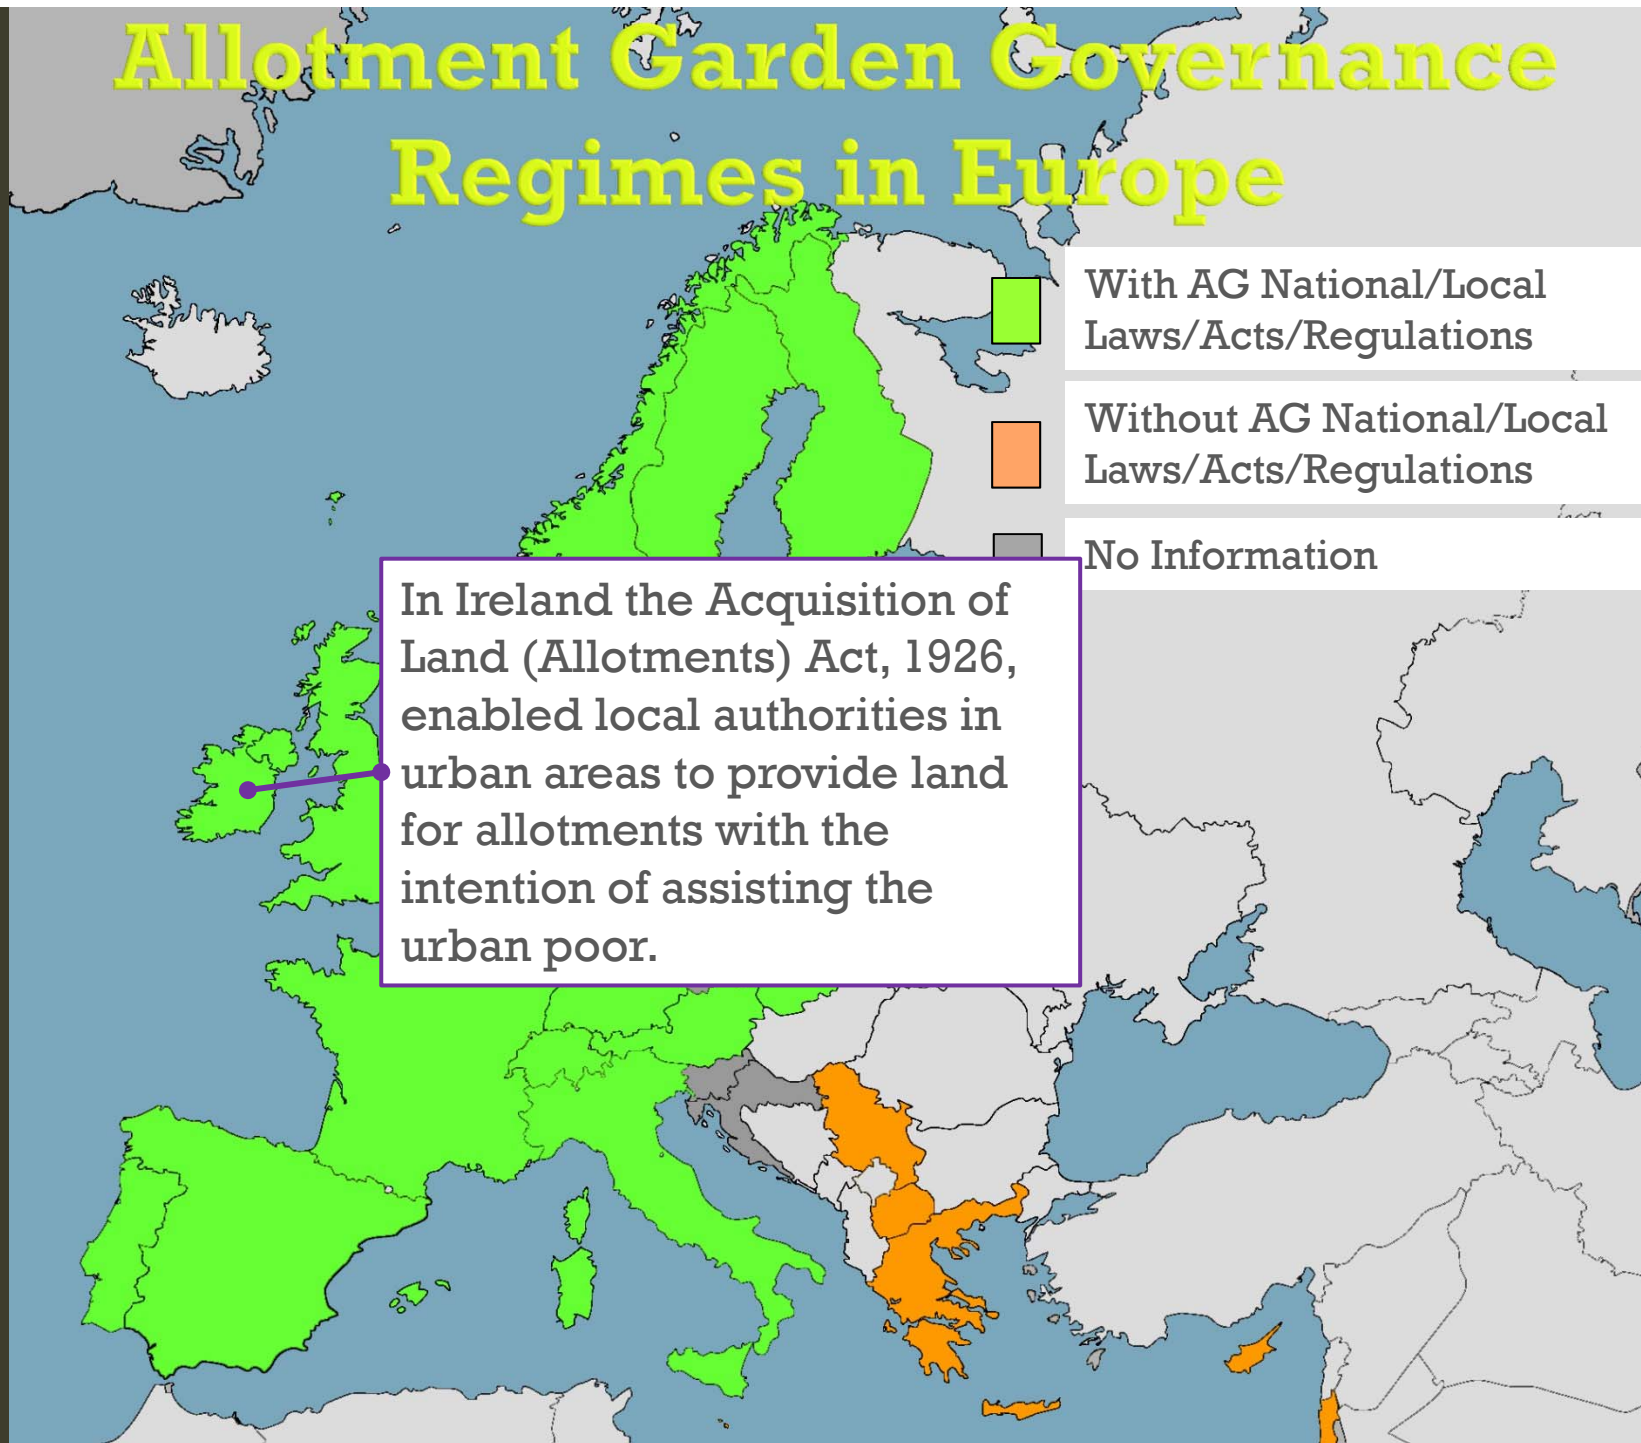 Allotment Garden Governance
Regimes in Europe
With AG National/Local
Laws/Acts/Regulations
Without AG National/Local
Laws/Acts/Regulations
No Information
In Ireland the Acquisition of
Land (Allotments) Act, 1926,
enabled local authorities in
urban areas to provide land
for allotments with the
intention of assisting the
urban poor.